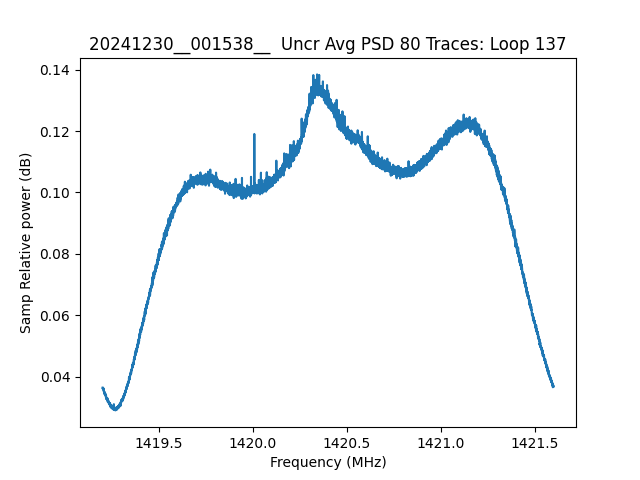 20241230__001538__  Uncr Avg PSD 80 Traces: Loop 137
0.14
0.12
0.10
0.08
0.06
0.04
Samp Relative power (dB)
1419.5 1420.0 1420.5 1421.0 1421.5
Frequency (MHz)